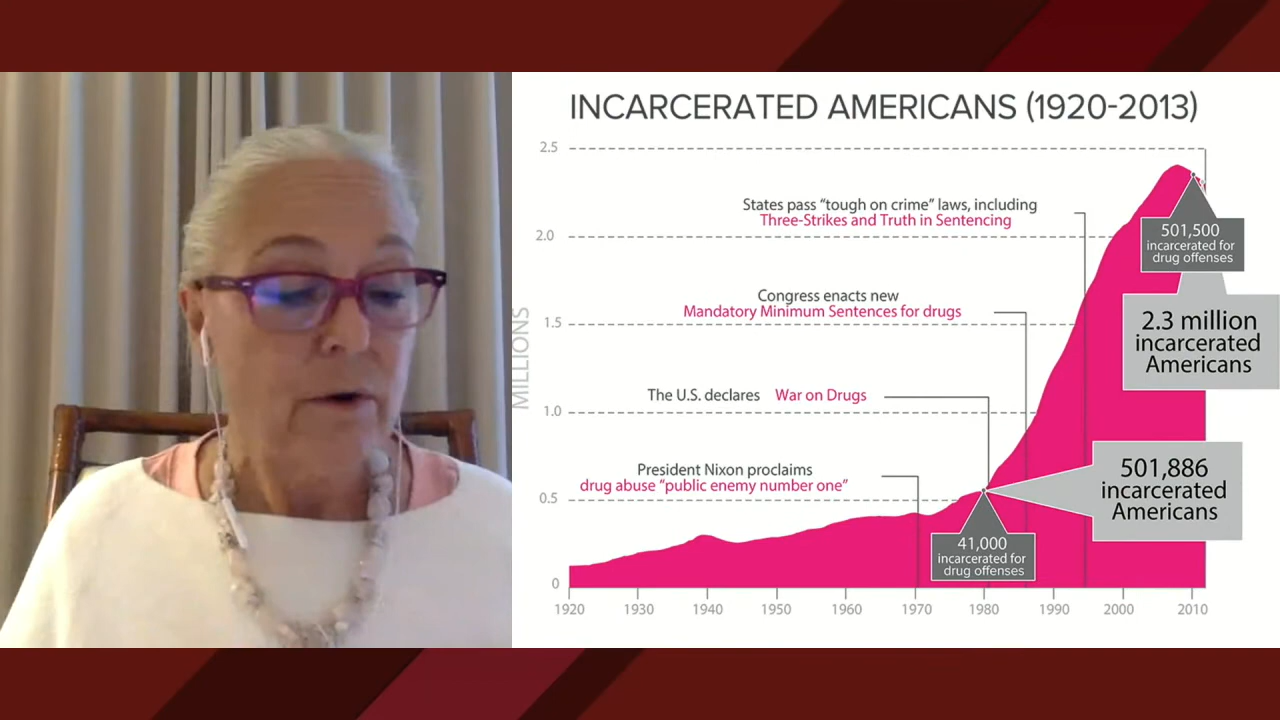 INCARCERATED AMERICANS (1920-2013)
2.5
States pass “tough on crime” laws, including
Three-Strikes and Truth in Sentencing
2.0
501,500
incarcerated for
drug offenses
Congress enacts new
Mandatory Minimum Sentences for drugs
1.5
MILLIONS
2.3 million
incarcerated
Americans
The U.S. declares War on Drugs
1.0
President Nixon proclaims
drug abuse “public enemy number one”
0.5
501,886
incarcerated
Americans
41,000
incarcerated for
drug offenses
0
1920 1930 1940 1950 1960 1970 1980 1990 2000 2010